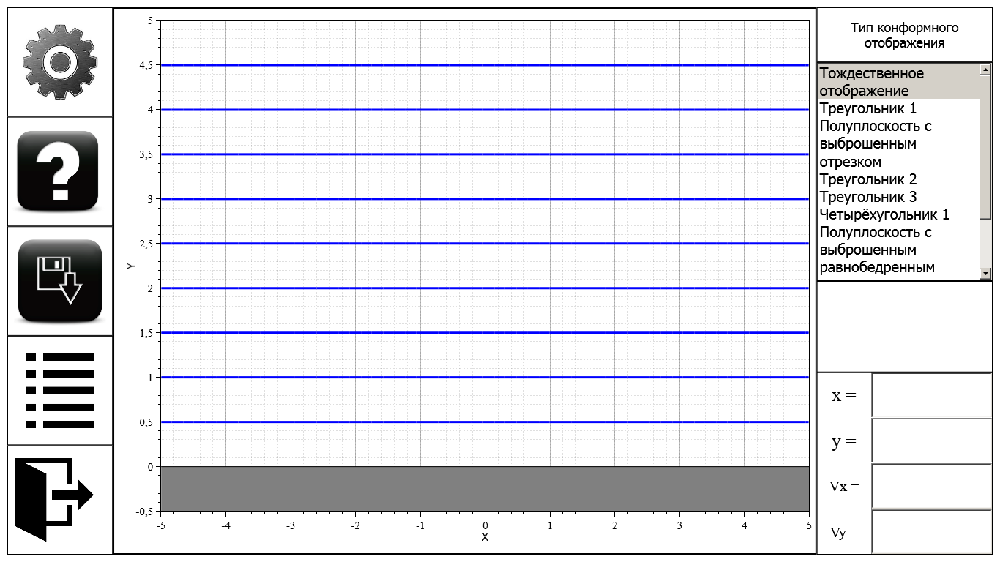 5
4,5
4
3,5
3
2,5
2
1,5
1
0,5
0
-0,5
Y
-5 -4 -3 -2 -1 0 1 2 3 4 5
X
Тип конформного
отображения
Тождественное
отображение
Треугольник 1
Полуплоскость с
выброшенным
отрезком
Треугольник 2
Треугольник 3
Четырёхугольник 1
Полуплоскость с
выброшенным
равнобедренным
x =
y =
Vx =
Vy =